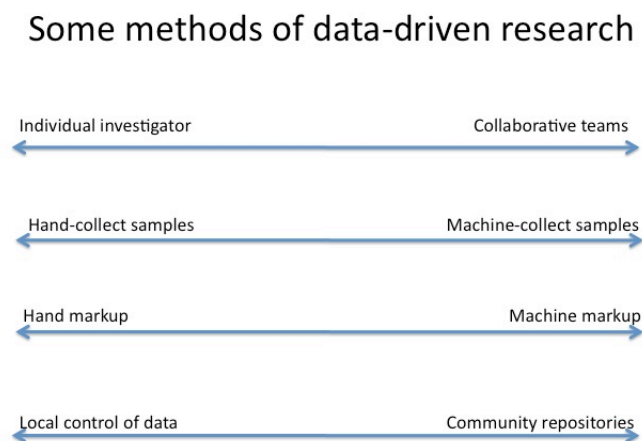 Some methods of data-driven research
Individual investigator Collaborative teams
Hand-collect samples Machine-collect samples
Hand markup Machine markup
Local control of data Community repositories